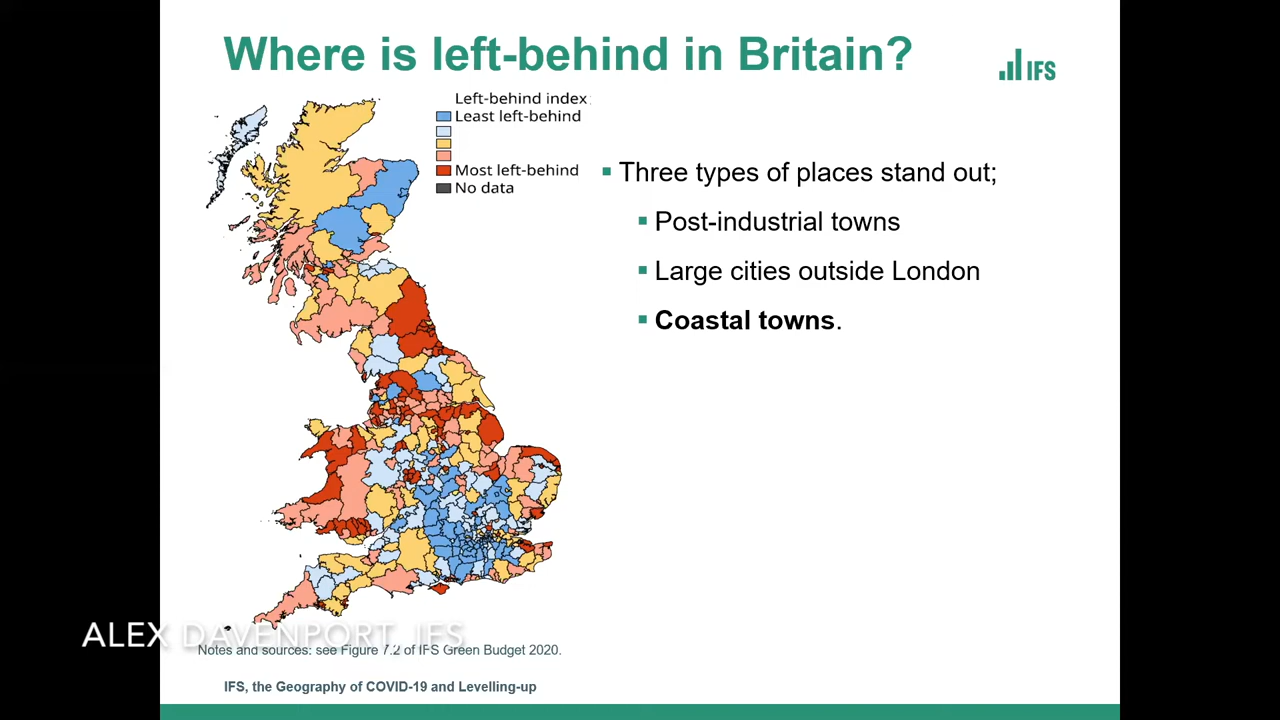 Where is left-behind in Britain?
IFS
Left-behind index
Least left-behind
Most left-behind
No data
Three types of places stand out;
Post-industrial towns
Large cities outside London
Coastal towns.
ALEX DAVENPORT, IFS
Notes and sources: see Figure 7.2 of IFS Green Budget 2020.
IFS, the Geography of COVID-19 and Levelling-up